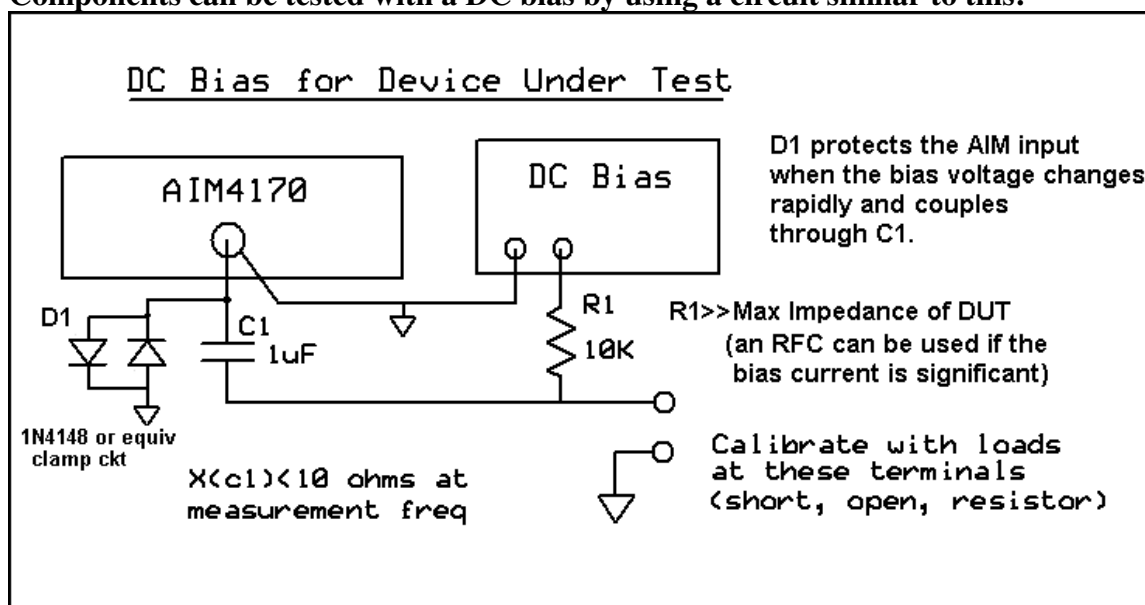 Components can be tested with a DC bias by using a circuit similar to this:
DC Bias for Device Under Test
AIM4170
DC Bias
D1 protects the AIM input
when the bias voltage changes
rapidly and couples
through C1.
D1
C1
1uF
R1
10K
R1>>Max Impedance of DUT
(an RFC can be used if the
bias current is significant)
1N4148 or equiv
clamp ckt
X(c1)<10 ohms at
measurement freq
Calibrate with loads
at these terminals
(short, open, resistor)